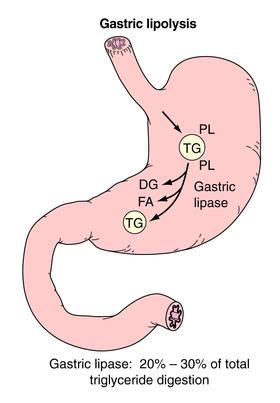 Gastric lipolysis
PL
TG
PL
DG
Gastric
FA
lipase
TG
Gastric lipase:  20% – 30% of total
triglyceride digestion